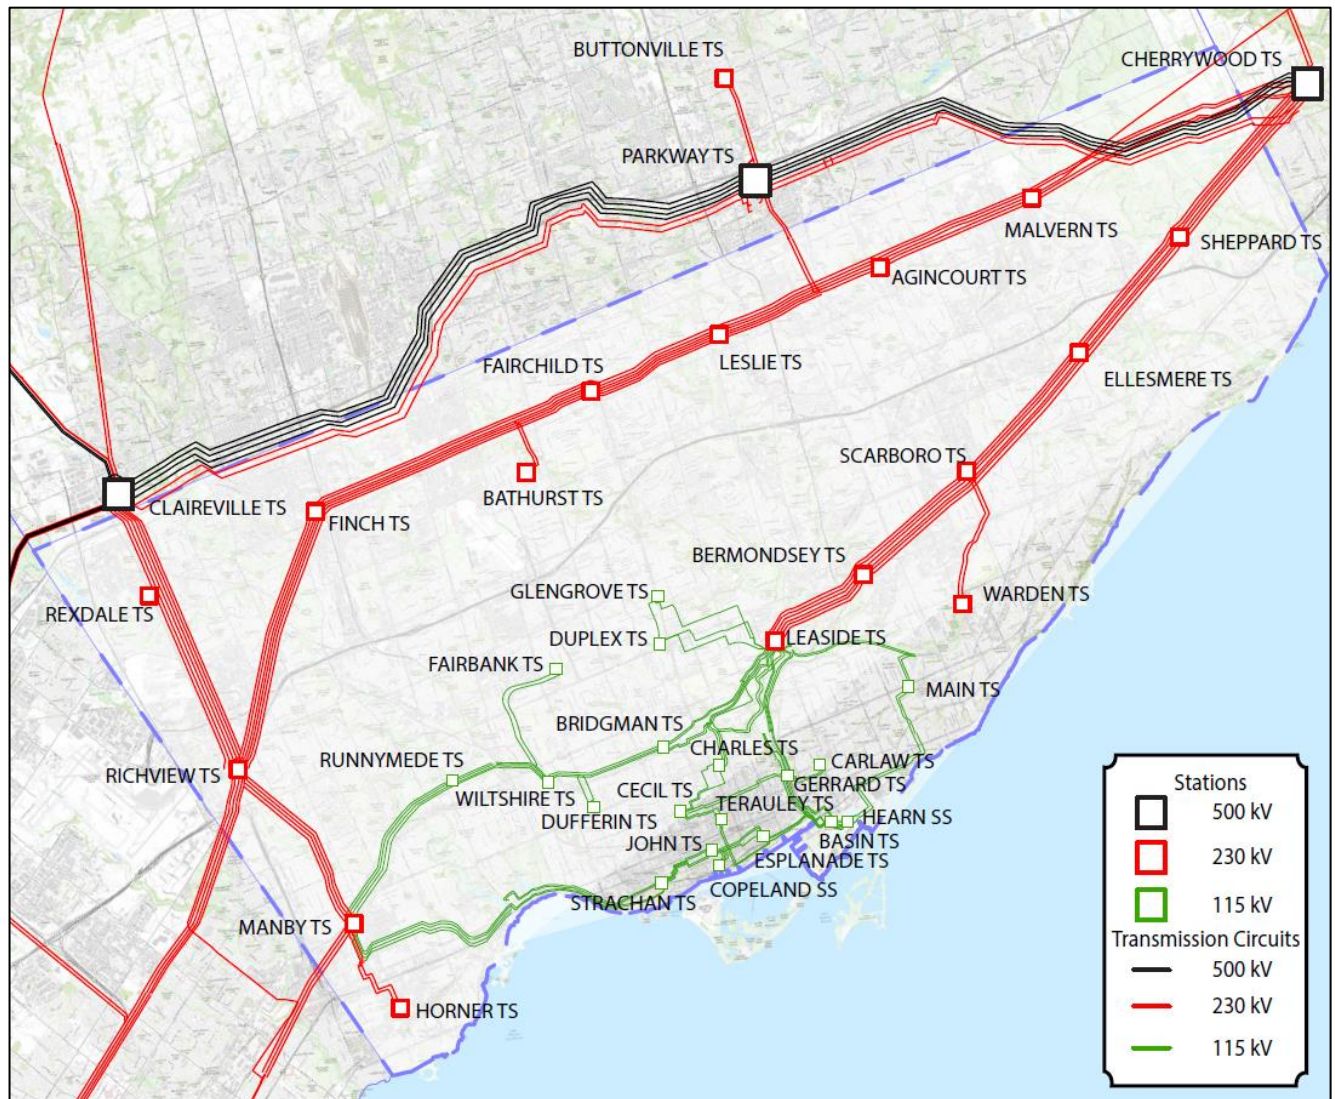 BUTTONVILLE TS
CHERRYWOOD TS
PARKWAY TS
MALVERN TS
SHEPPARD TS
AGINCOURT TS
FAIRCHILD TS
LESLIE TS
ELLESMERE TS
SCARBORO TS
BATHURST TS
CLAIREVILLE TS
FINCH TS
BERMONDSEY TS
GLENGROVE TS
WARDEN TS
REXDALE TS
DUPLEX TS
LEASIDE TS
FAIRBANK TS
MAIN TS
BRIDGMAN TS
CHARLES TS
RUNNYMEDE TS
CARLAW TS
RICHVIEW TS
GERRARD TS
CECIL TS
WILTSHIRE TS
TERAULEY TS
DUFFERIN TS
HEARN SS
JOHN TS
BASIN TS
ESPLANADE TS
COPELAND SS
STRACHAN TS
MANBY TS
HORNER TS
Stations
500 kV
230 kV
115 kV
Transmission Circuits
500 kV
230 kV
115 kV